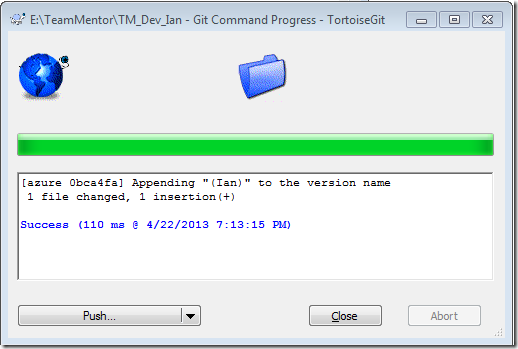 E:\TeamMentor\TM_Dev_Ian - Git Command Progress - TortoiseGit
[azure 0bca4fa] Appending "(Ian)" to the version name
1 file changed, 1 insertion(+)
Success (110 ms @ 4/22/2013 7:13:15 PM)
Push...
Close
Abort